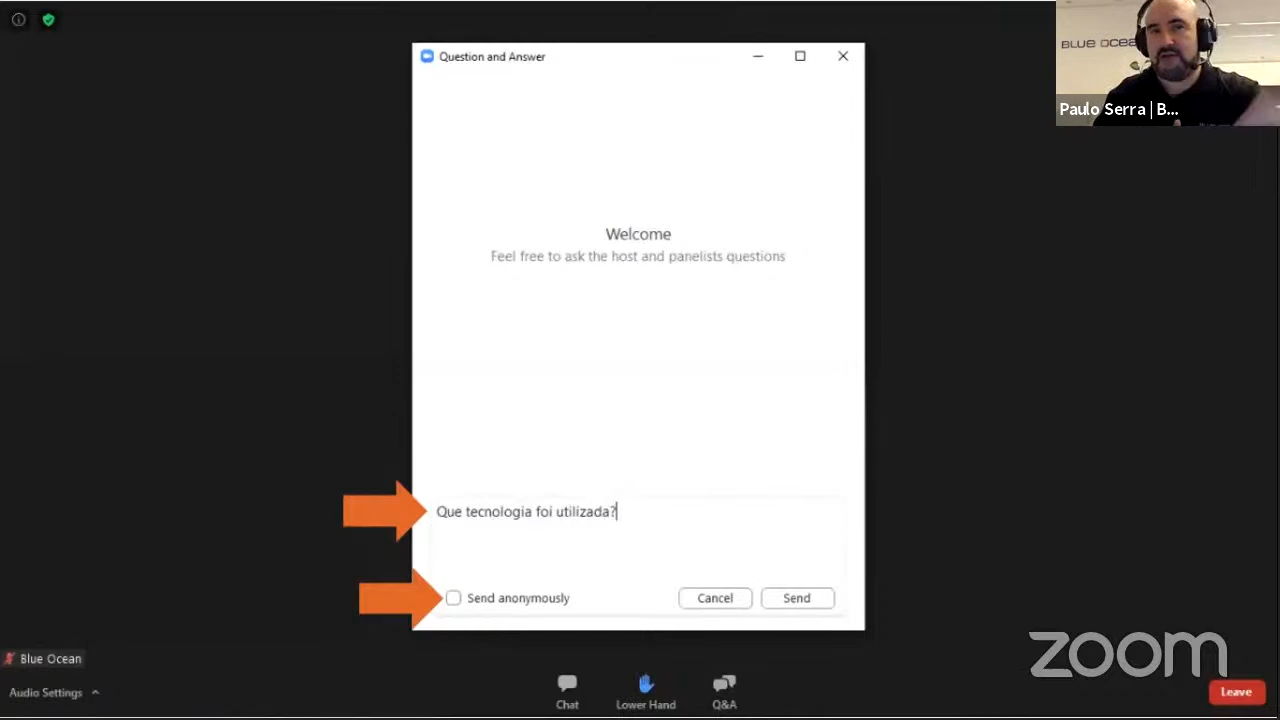 Question and Answer
BLUE OCEA
Paulo Serra | B...
Welcome
Feel free to ask the host and panelists questions
Que tecnologia foi utilizada?
Send anonymously
Cancel
Send
Blue Ocean
zoom
Audio Settings
Chat
Lower Hand
Q&A
Leave